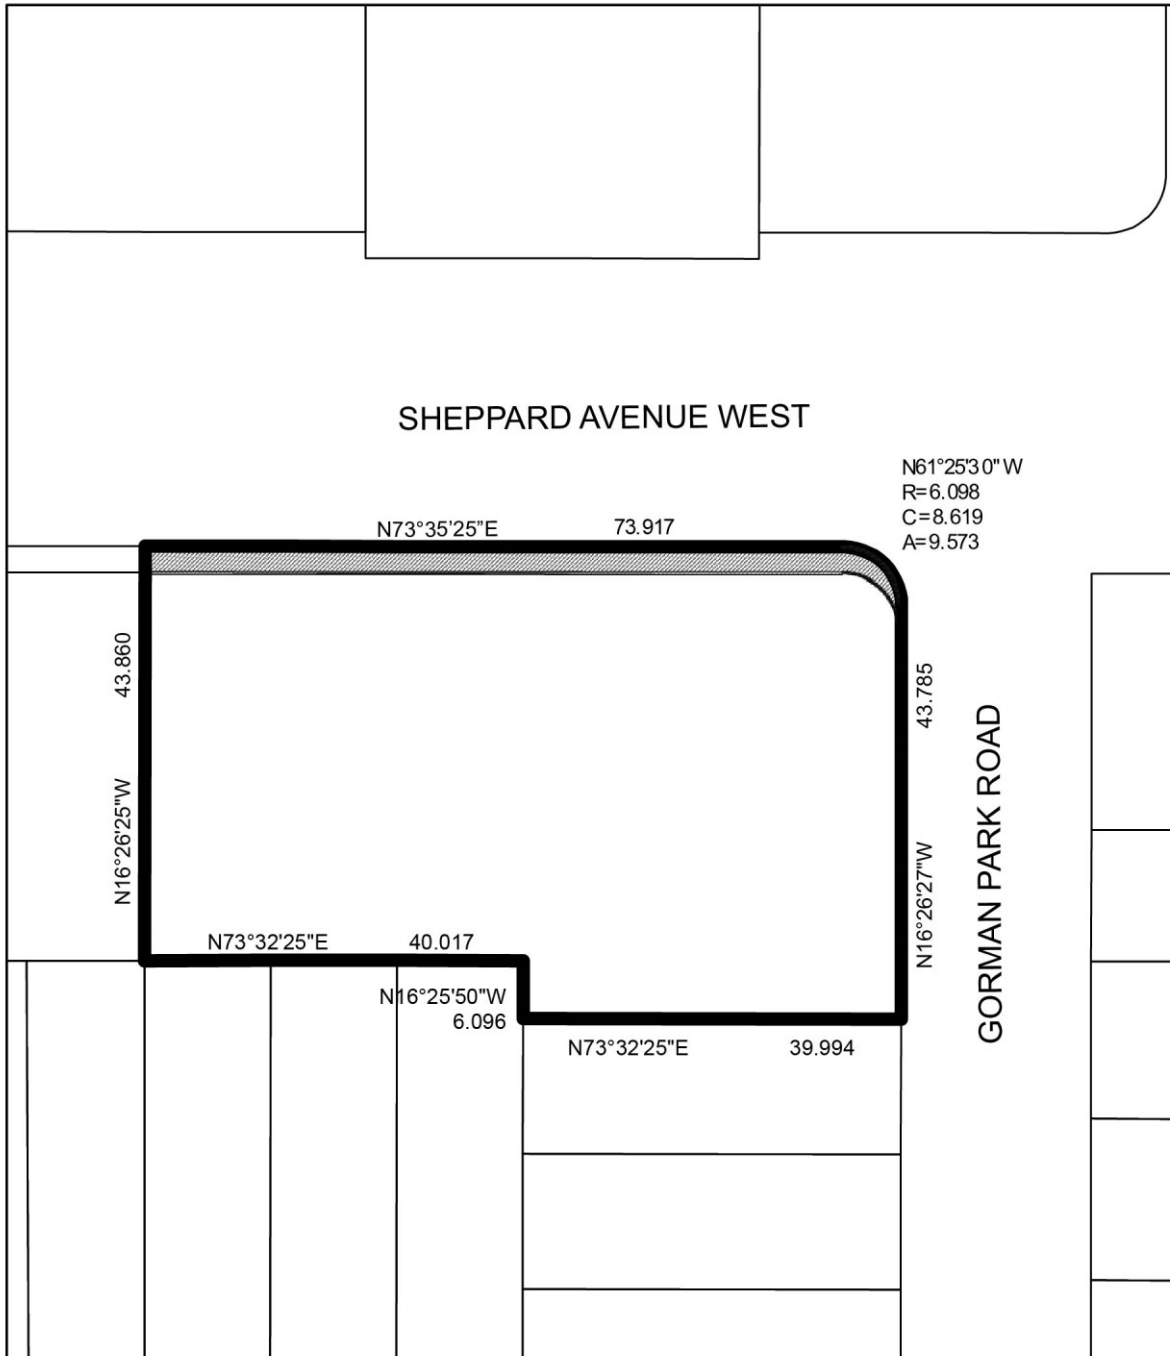 SHEPPARD AVENUE WEST
N61°25'30" W
R=6.098
C=8.619
A=9.573
N73°35'25"E 73.917
43.860
N16°26'25"W
43.785
N16°26'27"W
GORMAN PARK ROAD
N73°32'25"E 40.017
N16°25'50"W
6.096
N73°32'25"E 39.994